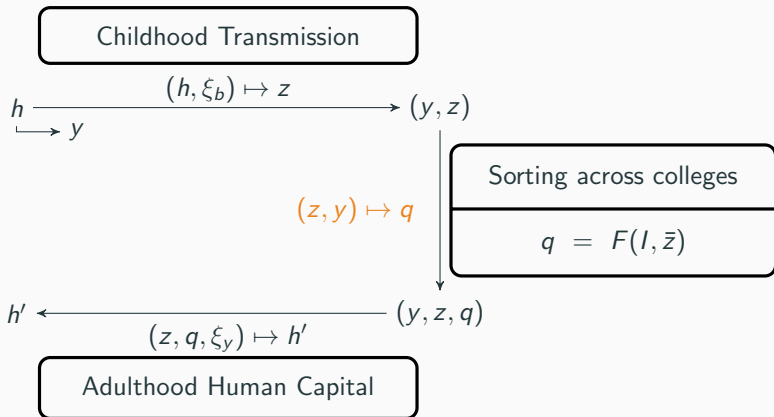 Childhood Transmission
(h, ξ_b) ↦ z
h
(y, z)
y
Sorting across colleges
(z, y) ↦ q
q = F(I, z̄)
h′
(y, z, q)
(z, q, ξ_y) ↦ h′
Adulthood Human Capital